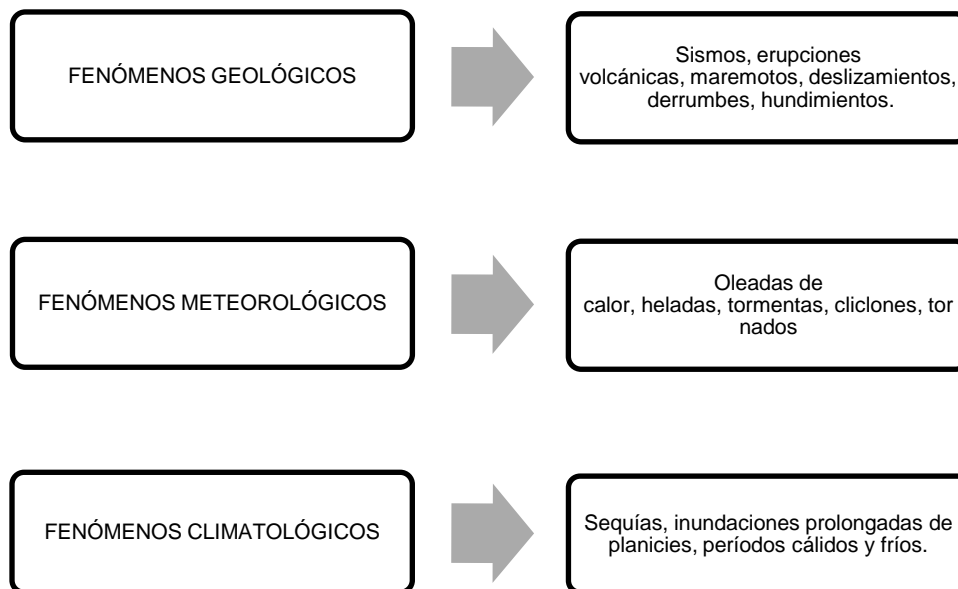 FENÓMENOS GEOLÓGICOS
Sismos, erupciones
volcánicas, maremotos, deslizamientos,
derrumbes, hundimientos.
FENÓMENOS METEOROLÓGICOS
Oleadas de
calor, heladas, tormentas, cliclones, tor
nados
FENÓMENOS CLIMATOLÓGICOS
Sequías, inundaciones prolongadas de
planicies, períodos cálidos y fríos.